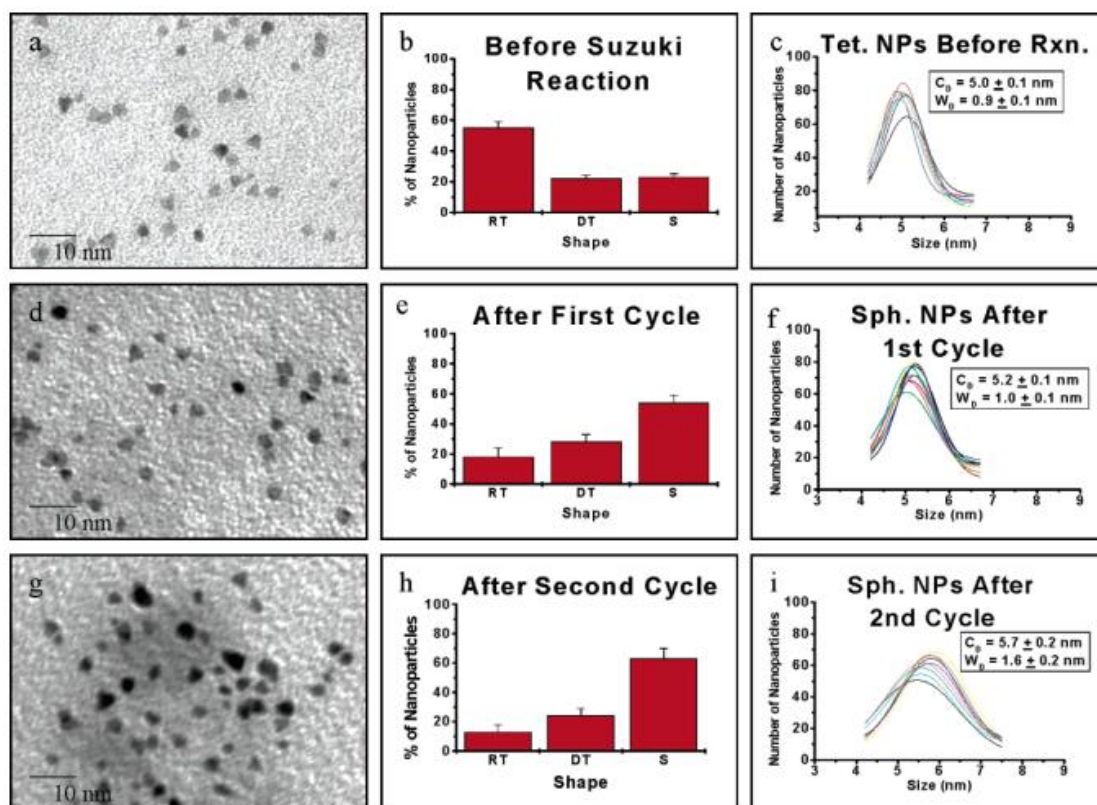 a
10 nm
b
Before Suzuki
Reaction
% of Nanoparticles
100
80
60
40
20
0
RT DT S
Shape
c
Tet. NPs Before Rxn.
C₀ = 5.0 ± 0.1 nm
W₀ = 0.9 ± 0.1 nm
Number of Nanoparticles
100
80
60
40
20
3 4 5 6 7 8 9
Size (nm)
d
10 nm
e
After First Cycle
% of Nanoparticles
100
80
60
40
20
0
RT DT S
Shape
f
Sph. NPs After
1st Cycle
C₀ = 5.2 ± 0.1 nm
W₀ = 1.0 ± 0.1 nm
Number of Nanoparticles
100
80
60
40
20
3 4 5 6 7 8 9
Size (nm)
g
10 nm
h
After Second Cycle
% of Nanoparticles
100
80
60
40
20
0
RT DT S
Shape
i
Sph. NPs After
2nd Cycle
C₀ = 5.7 ± 0.2 nm
W₀ = 1.6 ± 0.2 nm
Number of Nanoparticles
100
80
60
40
20
3 4 5 6 7 8 9
Size (nm)